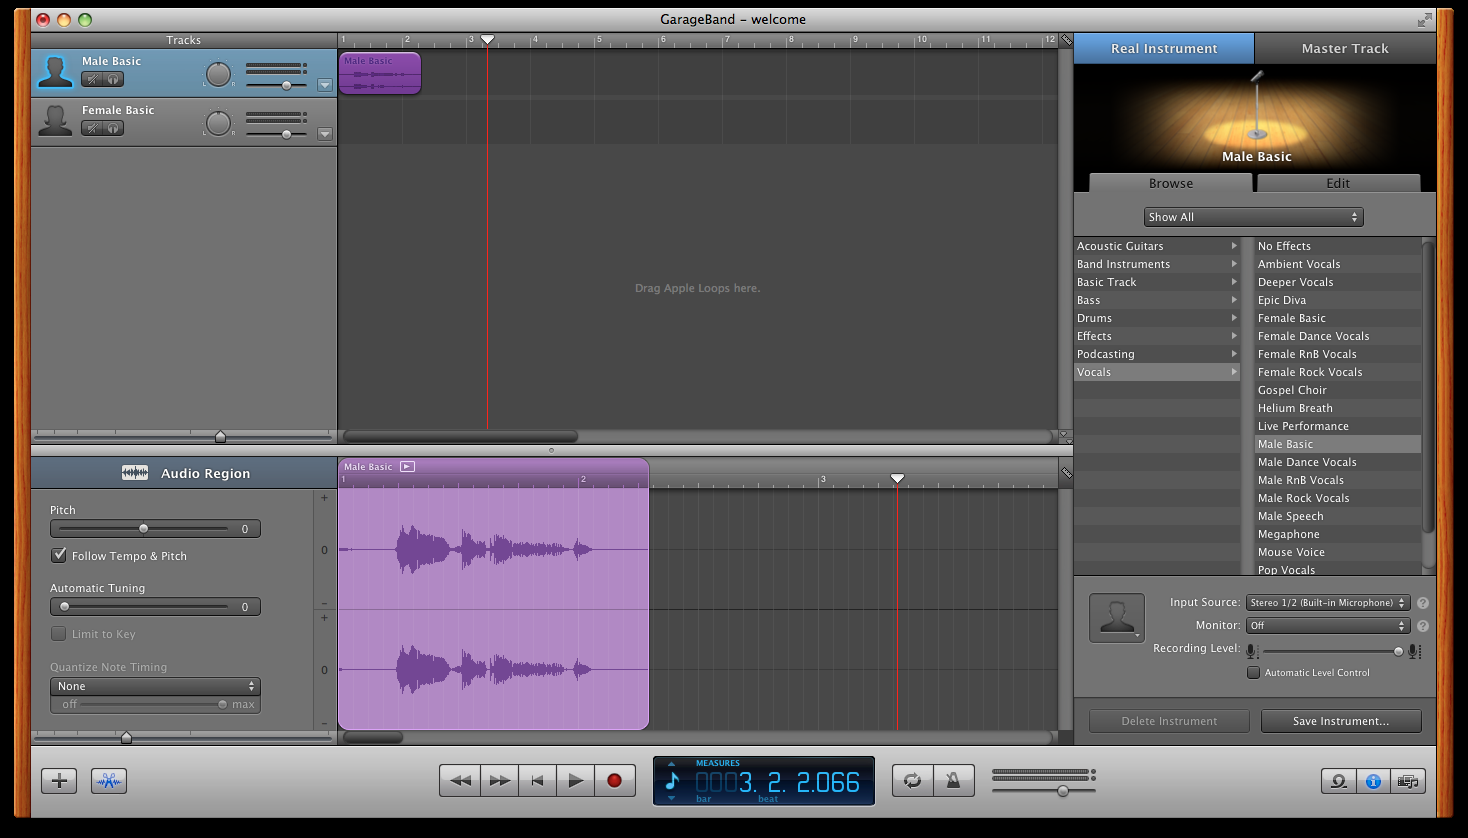 GarageBand – welcome
Tracks
1 2 3 4 5 6 7 8 9 10 11 12
Male Basic
L R
Female Basic
L R
Male Basic
Drag Apple Loops here.
Real Instrument
Master Track
Male Basic
Browse
Edit
Show All
Acoustic Guitars
Band Instruments
Basic Track
Bass
Drums
Effects
Podcasting
Vocals
No Effects
Ambient Vocals
Deeper Vocals
Epic Diva
Female Basic
Female Dance Vocals
Female RnB Vocals
Female Rock Vocals
Gospel Choir
Helium Breath
Live Performance
Male Basic
Male Dance Vocals
Male RnB Vocals
Male Rock Vocals
Male Speech
Megaphone
Mouse Voice
Pop Vocals
Input Source: Stereo 1/2 (Built-in Microphone) ?
Monitor: Off ?
Recording Level:
Automatic Level Control
Delete Instrument
Save Instrument...
Audio Region
Pitch
0
Follow Tempo & Pitch
Automatic Tuning
0
Limit to Key
Quantize Note Timing
None
off max
+
0
–
+
0
–
Male Basic
1 2 3
MEASURES
0003. 2. 2.066
bar beat